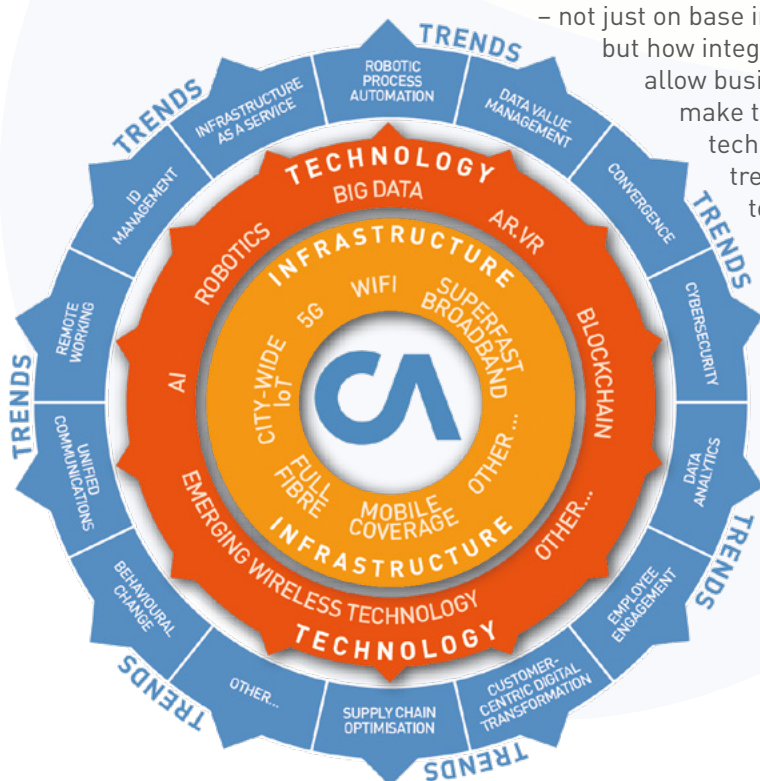 – not just on base in
but how integ
allow busi
make t
tech
tre
to
TRENDS
TRENDS
TRENDS
TRENDS
TRENDS
TRENDS
TRENDS
ROBOTIC
PROCESS
AUTOMATION
DATA VALUE
MANAGEMENT
CONVERGENCE
CYBERSECURITY
DATA
ANALYTICS
EMPLOYEE
ENGAGEMENT
CUSTOMER-
CENTRIC DIGITAL
TRANSFORMATION
SUPPLY CHAIN
OPTIMISATION
OTHER...
BEHAVIOURAL
CHANGE
UNIFIED
COMMUNICATIONS
REMOTE
WORKING
ID
MANAGEMENT
INFRASTRUCTURE
AS A SERVICE
TECHNOLOGY
BIG DATA
AR.VR
BLOCKCHAIN
OTHER...
EMERGING WIRELESS TECHNOLOGY
AI
ROBOTICS
TECHNOLOGY
INFRASTRUCTURE
WIFI
SUPERFAST
BROADBAND
OTHER ...
MOBILE
COVERAGE
FULL
FIBRE
CITY-WIDE
IoT
5G
INFRASTRUCTURE
CA